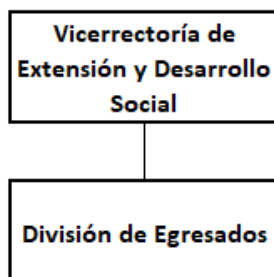 Vicerrectoría de
Extensión y Desarrollo
Social
División de Egresados